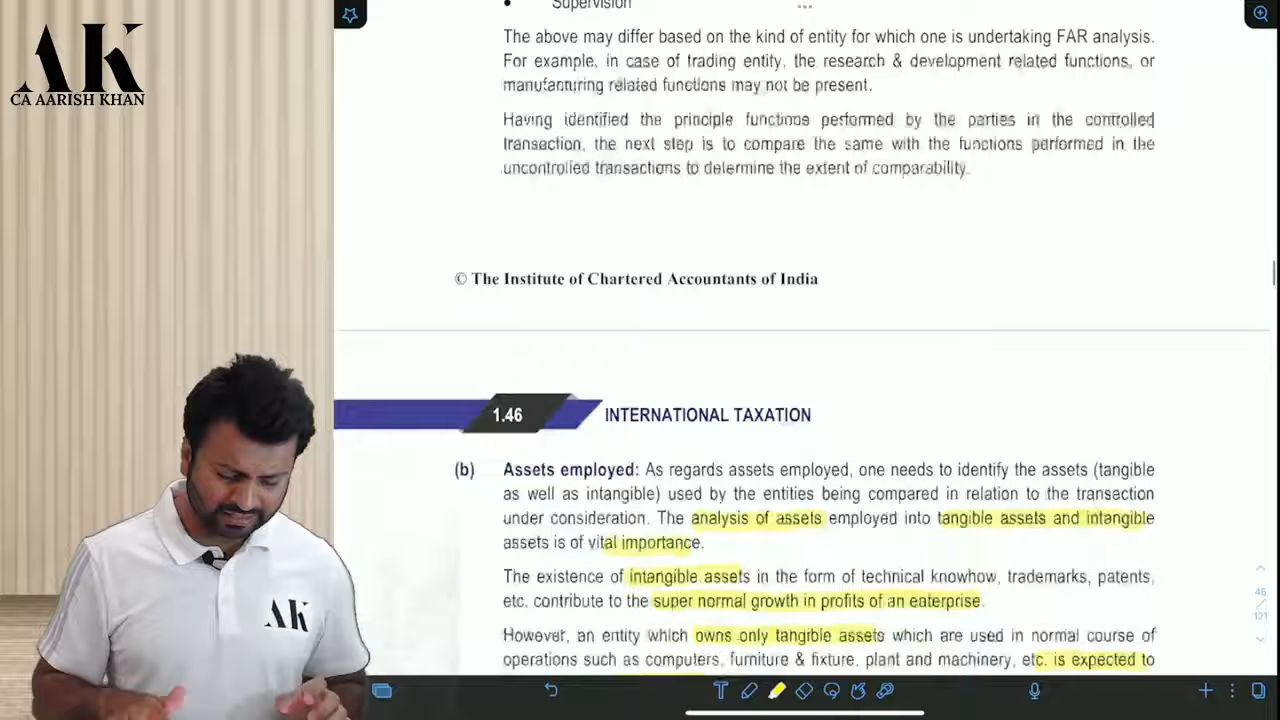 AK
CA AARISH KHAN
• Supervision ...
The above may differ based on the kind of entity for which one is undertaking FAR analysis.
For example, in case of trading entity, the research & development related functions, or
manufacturing related functions may not be present.
Having identified the principle functions performed by the parties in the controlled
transaction, the next step is to compare the same with the functions performed in the
uncontrolled transactions to determine the extent of comparability.
© The Institute of Chartered Accountants of India
1.46 INTERNATIONAL TAXATION
(b) Assets employed: As regards assets employed, one needs to identify the assets (tangible
as well as intangible) used by the entities being compared in relation to the transaction
under consideration. The analysis of assets employed into tangible assets and intangible
assets is of vital importance.
The existence of intangible assets in the form of technical knowhow, trademarks, patents,
etc. contribute to the super normal growth in profits of an enterprise.
However, an entity which owns only tangible assets which are used in normal course of
operations such as computers, furniture & fixture, plant and machinery, etc. is expected to
46
/
121
AK
T